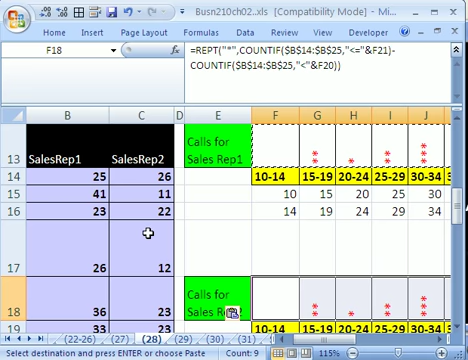 Busn210ch02..xls [Compatibility Mode] - Mi...
Home Insert Page Layout Formulas Data Review View Developer
F18
=REPT("*",COUNTIF($B$14:$B$25,"<="&F21)-
COUNTIF($B$14:$B$25,"<"&F20))
B C D E F G H I J
13 SalesRep1 SalesRep2 Calls for
Sales Rep1 ** * ** ***
14 25 26 10-14 15-19 20-24 25-29 30-34
15 41 11 10 15 20 25 30
16 23 22 14 19 24 29 34
17 26 12
18 36 23 Calls for
Sales Re ** * ** ***
19 33 23 10-14 15-19 20-24 25-29 30-34
(22-26) (27) (28) (29) (30) (31)
Select destination and press ENTER or choose Paste Count: 9 115%